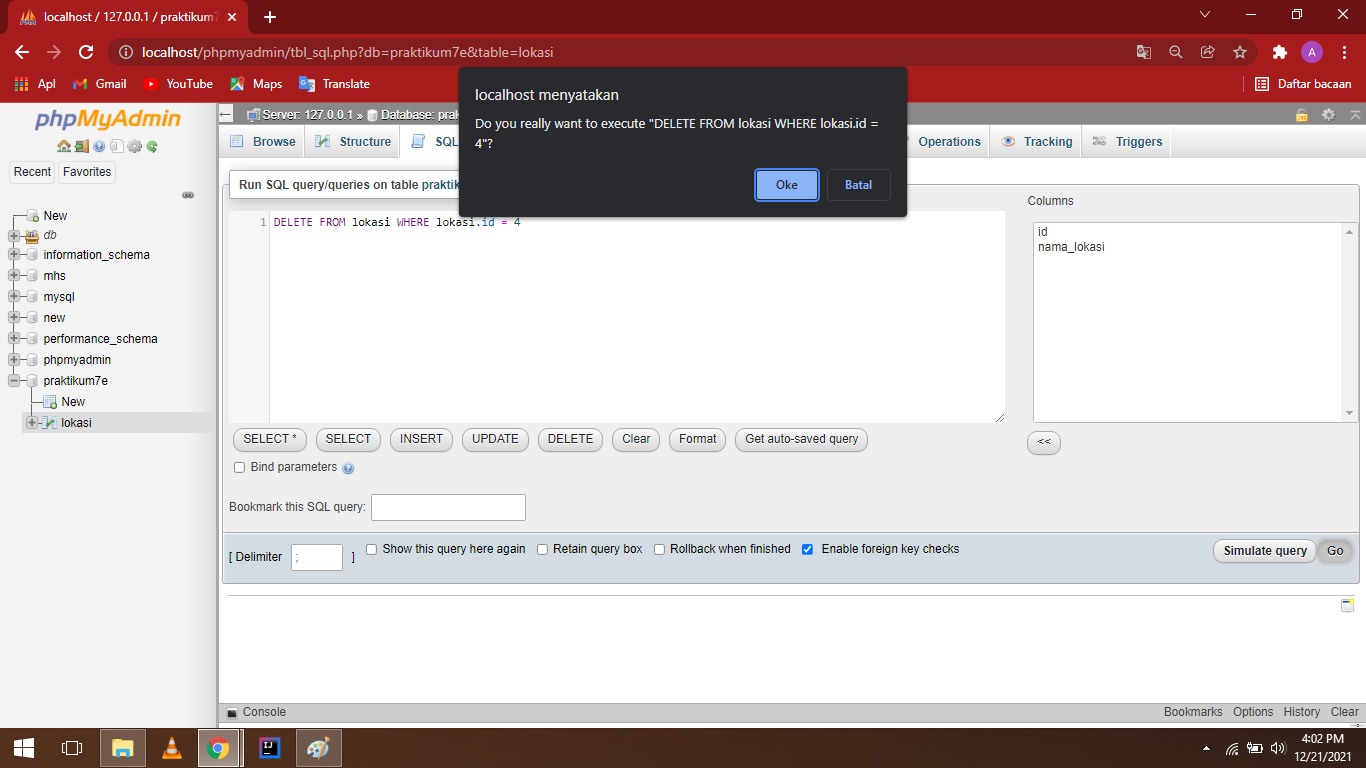 localhost / 127.0.0.1 / praktikum7
localhost/phpmyadmin/tbl_sql.php?db=praktikum7e&table=lokasi
A
Apl
Gmail
YouTube
Maps
Translate
Daftar bacaan
localhost menyatakan
Do you really want to execute "DELETE FROM lokasi WHERE lokasi.id =
4"?
Oke
Batal
phpMyAdmin
Recent
Favorites
New
db
information_schema
mhs
mysql
new
performance_schema
phpmyadmin
praktikum7e
New
lokasi
Server: 127.0.0.1 » Database: prak
Browse
Structure
SQL
Operations
Tracking
Triggers
Run SQL query/queries on table praktik
1 DELETE FROM lokasi WHERE lokasi.id = 4
Columns
id
nama_lokasi
SELECT *
SELECT
INSERT
UPDATE
DELETE
Clear
Format
Get auto-saved query
<<
Bind parameters
Bookmark this SQL query:
[ Delimiter ; ]
Show this query here again
Retain query box
Rollback when finished
Enable foreign key checks
Simulate query
Go
Console
Bookmarks
Options
History
Clear
4:02 PM
12/21/2021